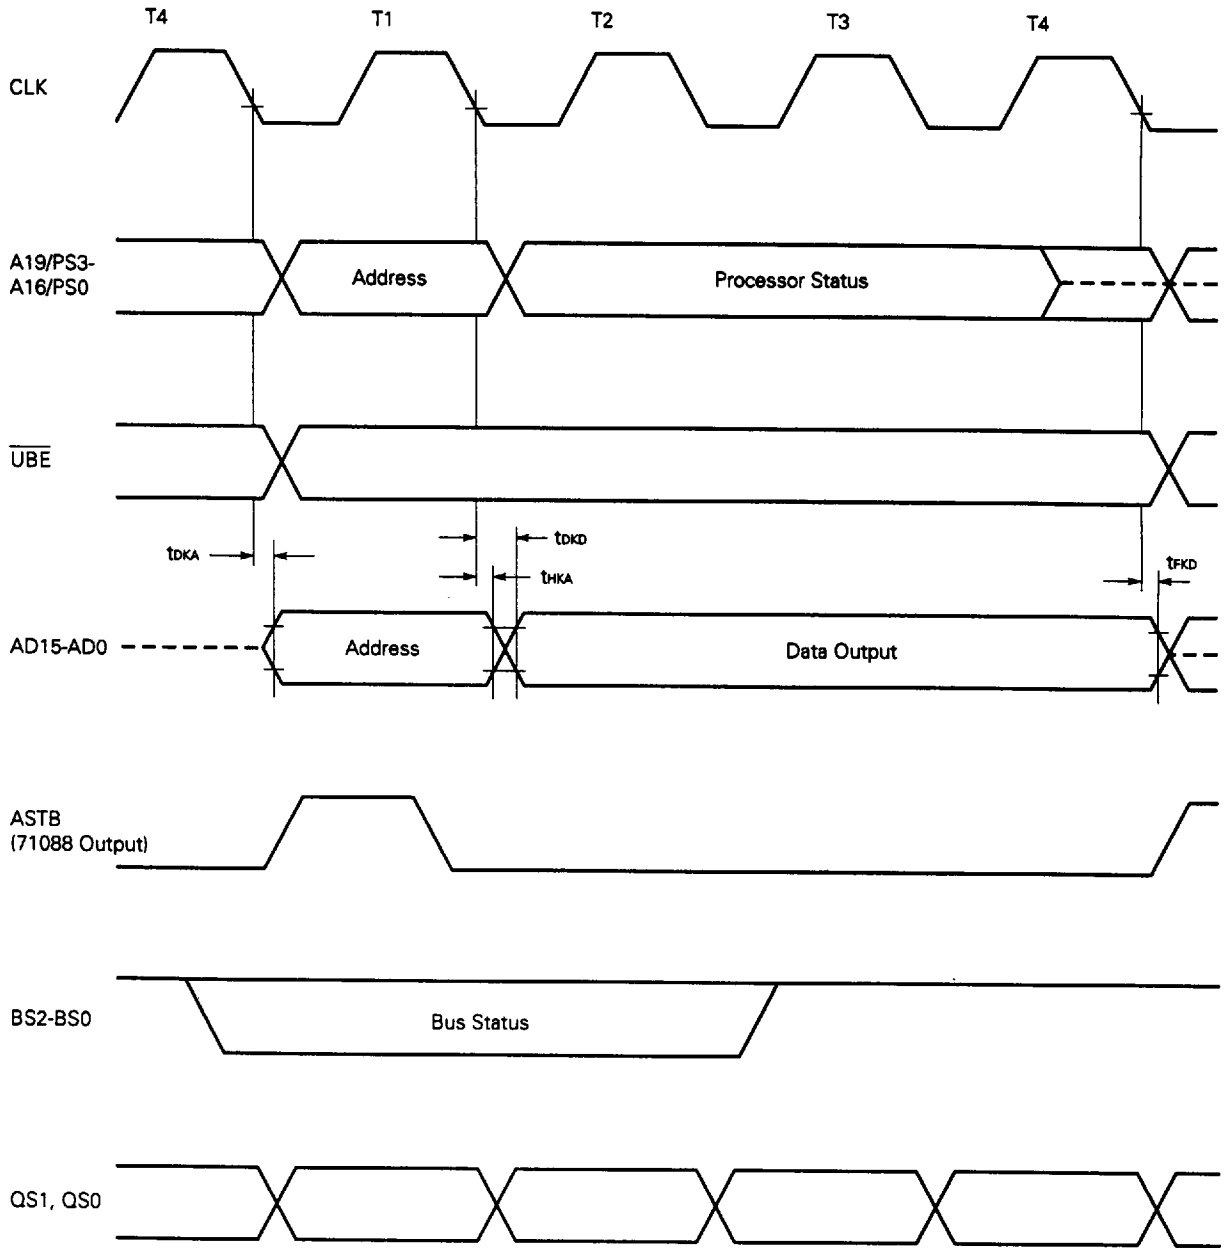 T4 T1 T2 T3 T4
CLK
A19/PS3-
A16/PS0
Address Processor Status
UBE
tDKA tDKD
tHKA tFKD
AD15-AD0 Address Data Output
ASTB
(71088 Output)
BS2-BS0 Bus Status
QS1, QS0